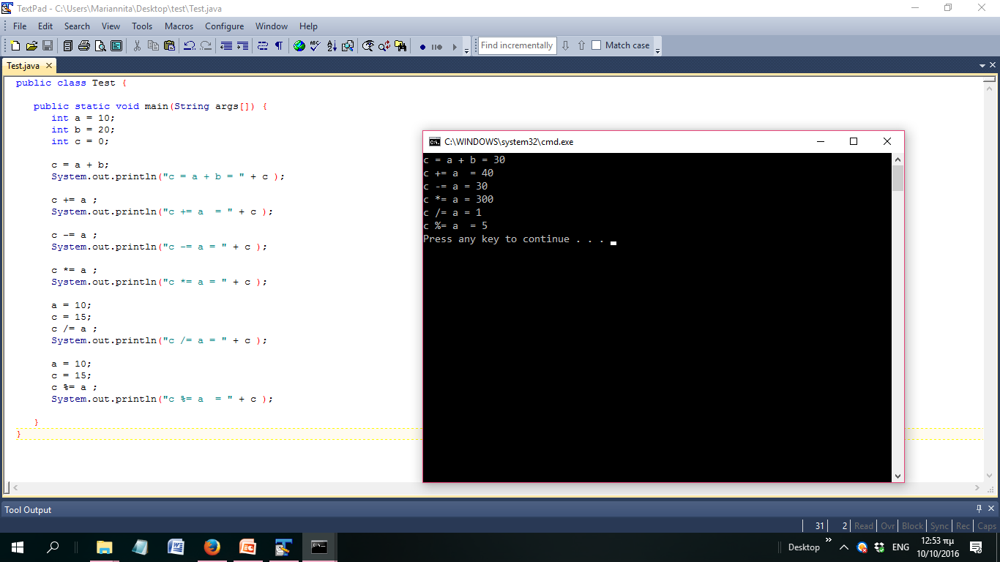 TextPad - C:\Users\Mariannita\Desktop\test\Test.java
File Edit Search View Tools Macros Configure Window Help
Find incrementally Match case
Test.java
public class Test {
public static void main(String args[]) {
int a = 10;
int b = 20;
int c = 0;
c = a + b;
System.out.println("c = a + b = " + c );
c += a ;
System.out.println("c += a  = " + c );
c -= a ;
System.out.println("c -= a = " + c );
c *= a ;
System.out.println("c *= a = " + c );
a = 10;
c = 15;
c /= a ;
System.out.println("c /= a = " + c );
a = 10;
c = 15;
c %= a ;
System.out.println("c %= a  = " + c );
}
}
C:\WINDOWS\system32\cmd.exe
c = a + b = 30
c += a  = 40
c -= a = 30
c *= a = 300
c /= a = 1
c %= a  = 5
Press any key to continue . . .
Tool Output
31 2 Read Ovr Block Sync Rec Caps
Desktop ENG 12:53 πμ
10/10/2016